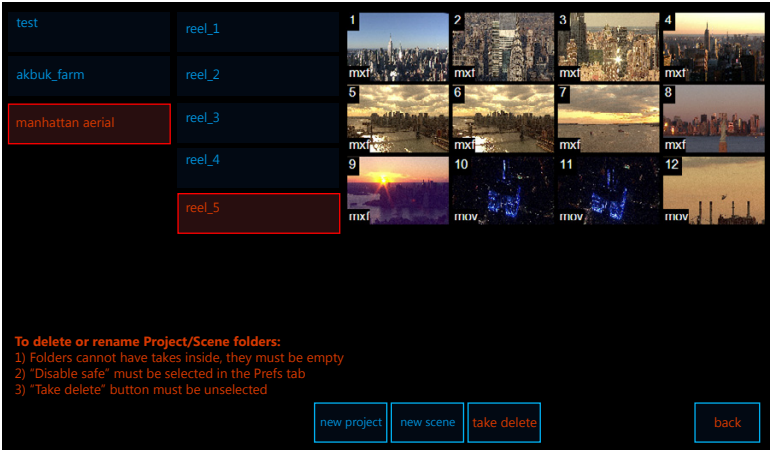 test
akbuk_farm
manhattan aerial
reel_1
reel_2
reel_3
reel_4
reel_5
1
mxf
2
mxf
3
mxf
4
mxf
5
mxf
6
mxf
7
mxf
8
mxf
9
mxf
10
mov
11
mov
12
mov
To delete or rename Project/Scene folders:
1) Folders cannot have takes inside, they must be empty
2) “Disable safe” must be selected in the Prefs tab
3) “Take delete” button must be unselected
new project
new scene
take delete
back